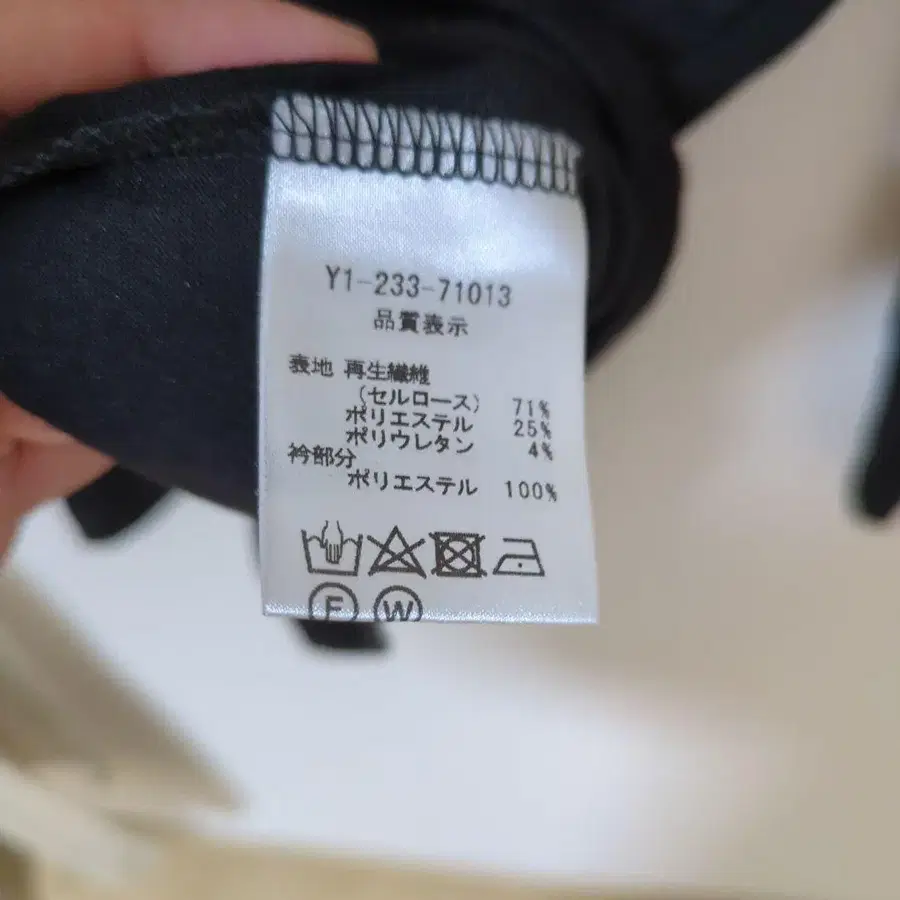 Y1-233-71013
品質表示
表地 再生繊維
(セルロース) 71%
ポリエステル 25%
ポリウレタン 4%
衿部分
ポリエステル 100%
F W